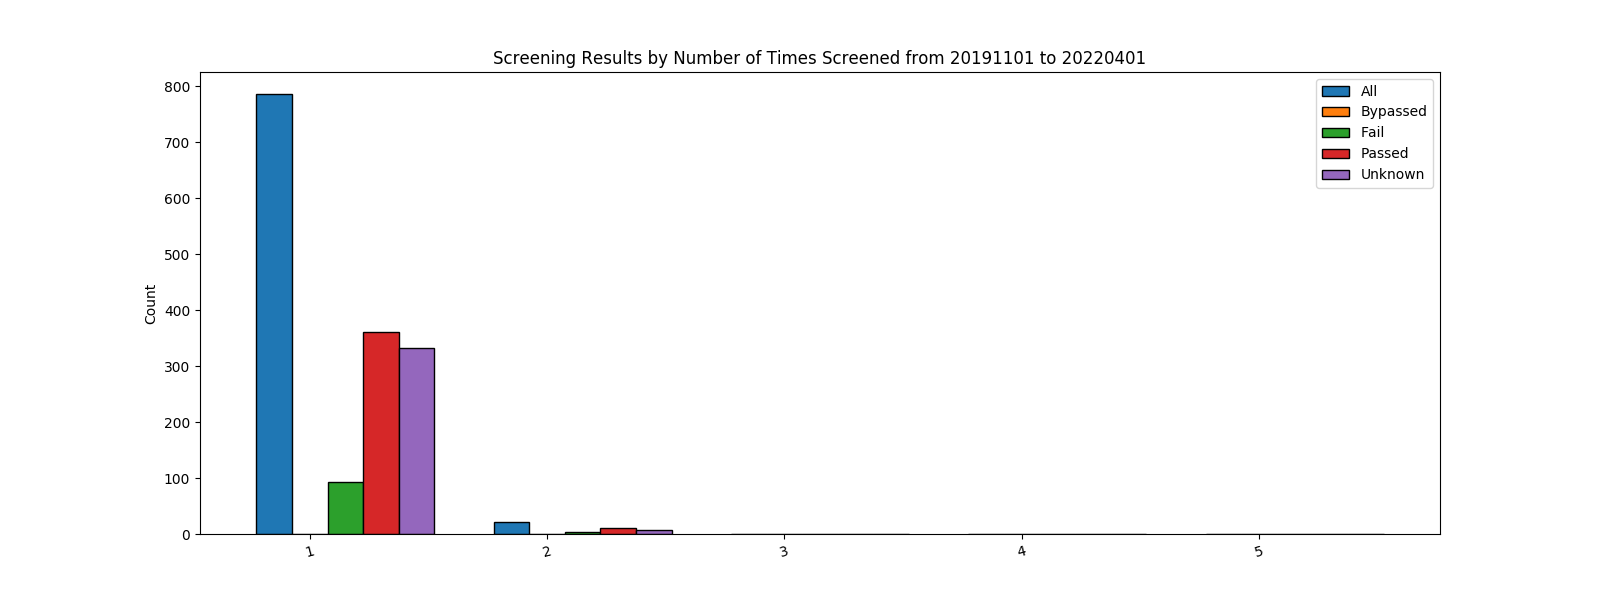 Screening Results by Number of Times Screened from 20191101 to 20220401
All
Bypassed
Fail
Passed
Unknown
Count
800
700
600
500
400
300
200
100
0
1 2 3 4 5